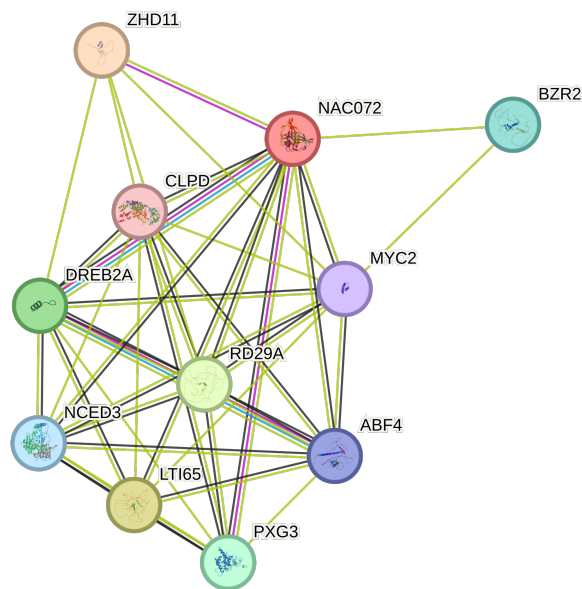 ZHD11
BZR2
NAC072
CLPD
MYC2
DREB2A
RD29A
NCED3
ABF4
LTI65
PXG3